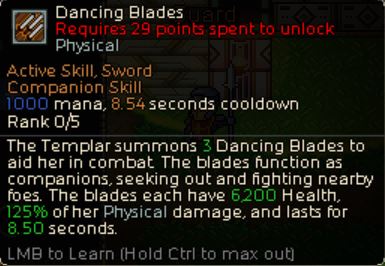 Dancing Blades
Requires 29 points spent to unlock
Physical
Active Skill, Sword
Companion Skill
1000 mana, 8.54 seconds cooldown
Rank 0/5
The Templar summons 3 Dancing Blades to
aid her in combat. The blades function as
companions, seeking out and fighting nearby
foes. The blades each have 6,200 Health,
125% of her Physical damage, and lasts for
8.50 seconds.
LMB to Learn (Hold Ctrl to max out)